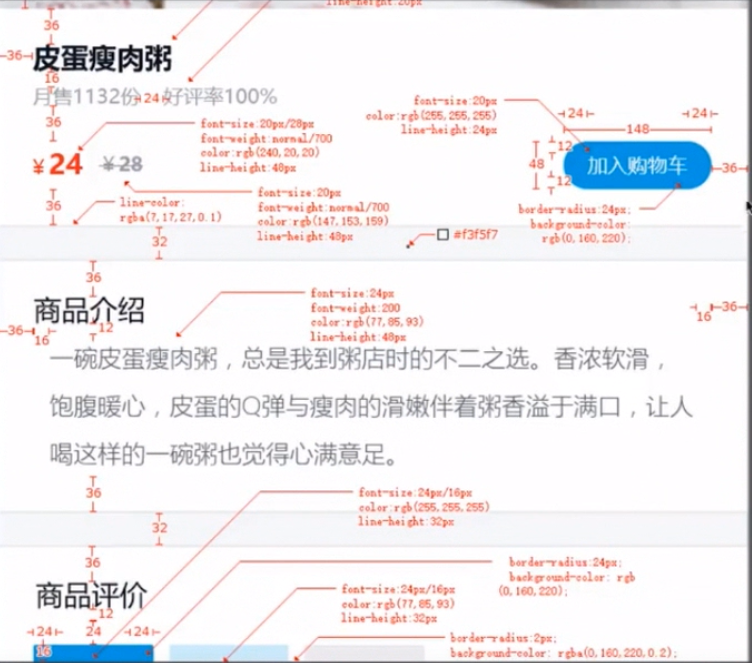 line-height:20px
36
36
皮蛋瘦肉粥
16
月售1132份 24 好评率100%
36
font-size:20px/28px
font-weight:normal/700
color:rgb(240,20,20)
line-height:48px
font-size:20px
color:rgb(255,255,255)
line-height:24px
24
24
148
12
48
12
加入购物车
36
¥24 ¥28
36
line-color:
rgba(7,17,27,0.1)
font-size:20px
font-weight:normal/700
color:rgb(147,153,159)
line-height:48px
border-radius:24px;
background-color:
rgb(0,160,220);
32
#f3f5f7
36
商品介绍
36
16
12
font-size:24px
font-weight:200
color:rgb(77,85,93)
line-height:48px
36
16
一碗皮蛋瘦肉粥，总是我到粥店时的不二之选。香浓软滑，
饱腹暖心，皮蛋的Q弹与瘦肉的滑嫩伴着粥香溢于满口，让人
喝这样的一碗粥也觉得心满意足。
36
32
font-size:24px/16px
color:rgb(255,255,255)
line-height:32px
36
商品评价
12
font-size:24px/16px
color:rgb(77,85,93)
line-height:32px
border-radius:24px;
background-color: rgb
(0,160,220);
24
24
24
16
border-radius:2px;
background-color: rgba(0,160,220,0.2);